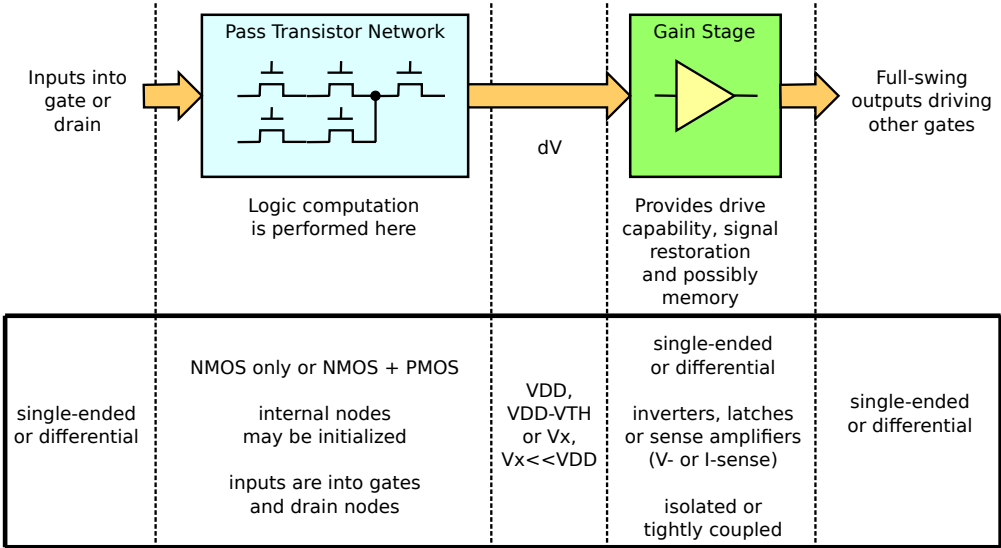 Pass Transistor Network
Gain Stage
Inputs into
gate or
drain
dV
Full-swing
outputs driving
other gates
Logic computation
is performed here
Provides drive
capability, signal
restoration
and possibly
memory
single-ended
or differential
NMOS only or NMOS + PMOS
internal nodes
may be initialized
inputs are into gates
and drain nodes
VDD,
VDD-VTH
or Vx,
Vx<<VDD
single-ended
or differential
inverters, latches
or sense amplifiers
(V- or I-sense)
isolated or
tightly coupled
single-ended
or differential